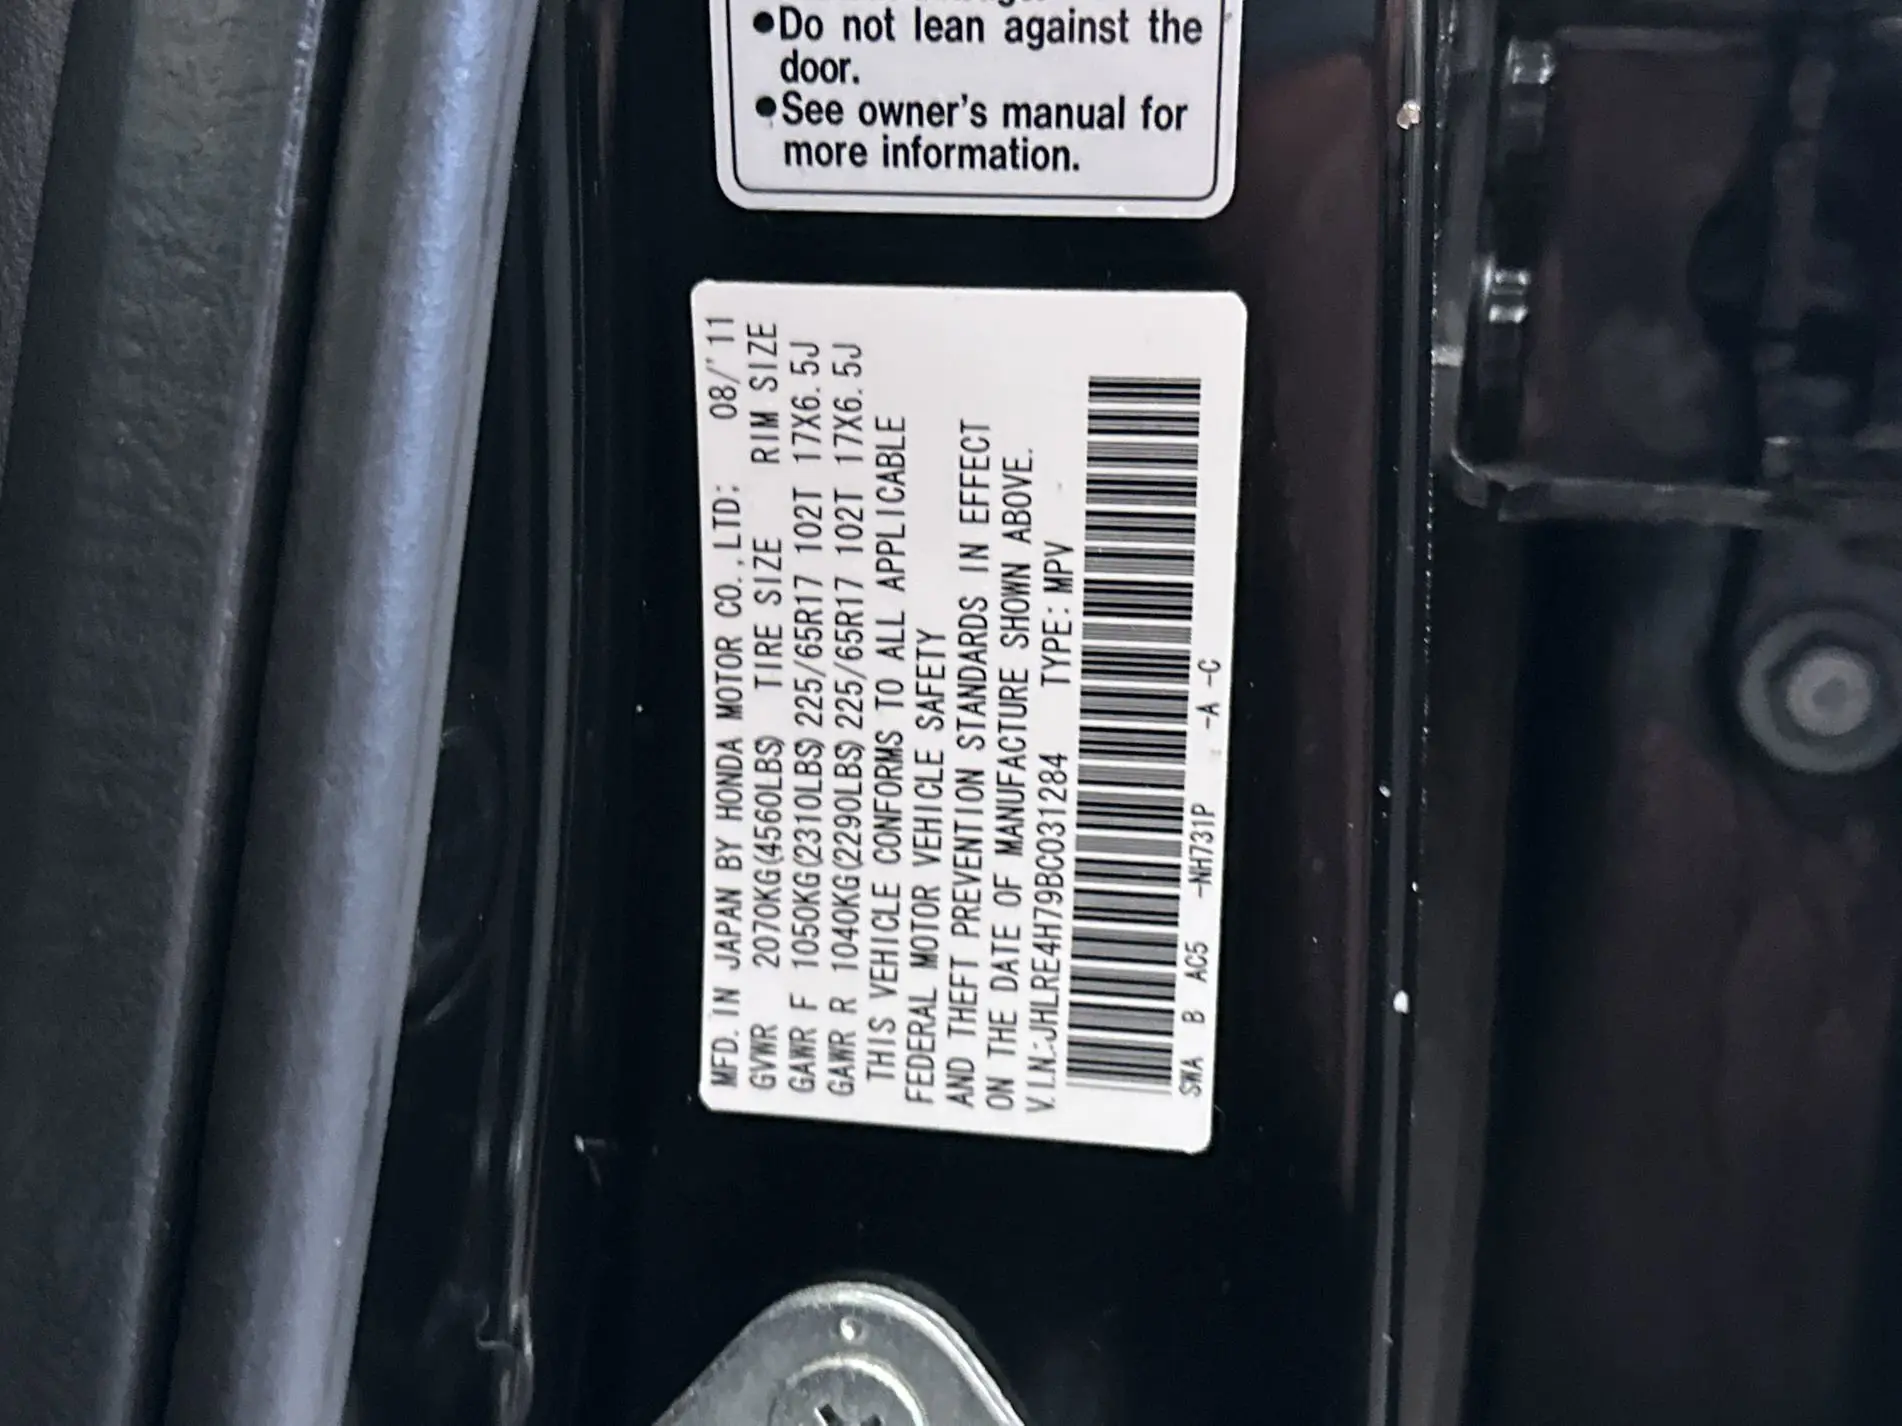 ●Do not lean against the
door.
●See owner's manual for
more information.
MFD. IN JAPAN BY HONDA MOTOR CO., LTD: 08/'11
GVWR 2070KG(4560LBS) TIRE SIZE RIM SIZE
GAWR F 1050KG(2310LBS) 225/65R17 102T 17X6.5J
GAWR R 1040KG(2290LBS) 225/65R17 102T 17X6.5J
THIS VEHICLE CONFORMS TO ALL APPLICABLE
FEDERAL MOTOR VEHICLE SAFETY
AND THEFT PREVENTION STANDARDS IN EFFECT
ON THE DATE OF MANUFACTURE SHOWN ABOVE.
V.I.N.:JHLRE4H79BC031284 TYPE:MPV
SWA B AC5 -NH731P -A -C